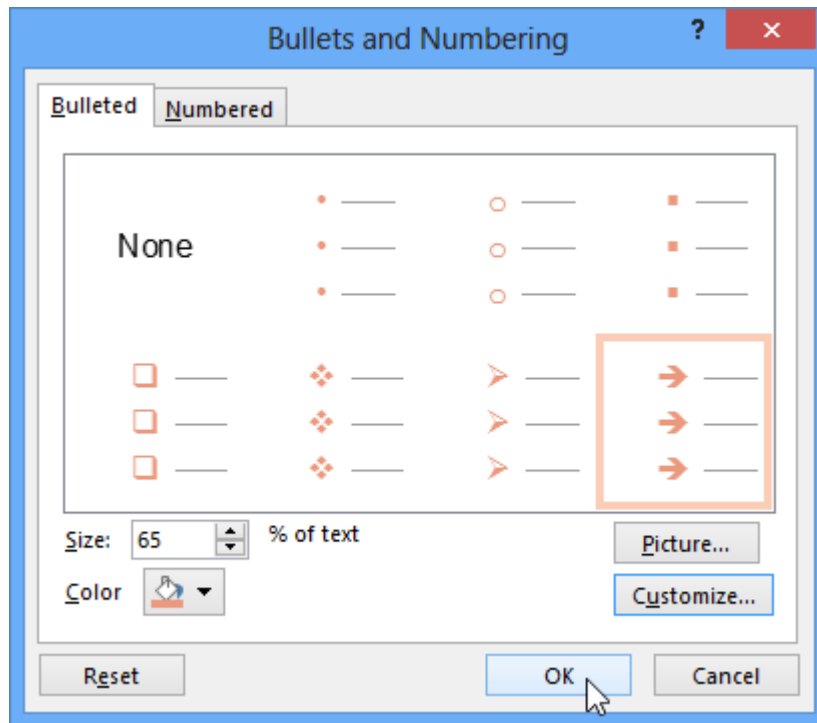 Bullets and Numbering ?
Bulleted Numbered
None
Size: 65 % of text Picture...
Color Customize...
Reset OK Cancel